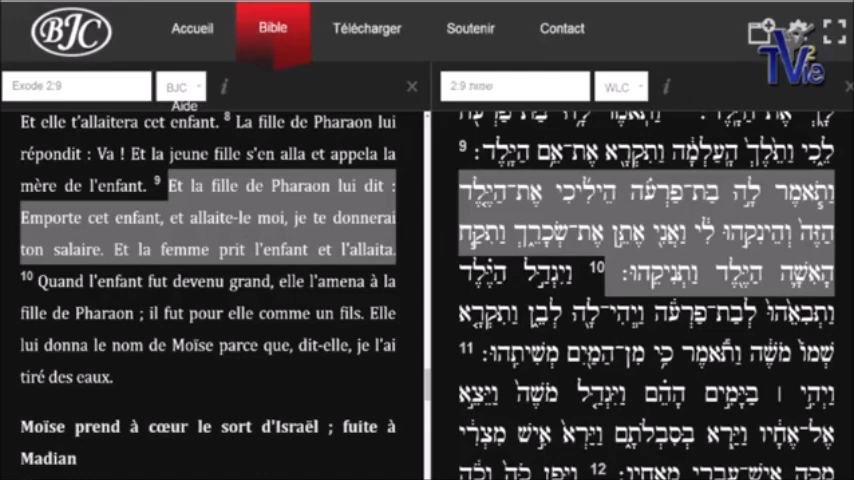 BJC
Accueil
Bible
Télécharger
Soutenir
Contact
TVie
2
Exode 2:9
BJC
Aide
שמות 2:9
WLC
Et elle t'allaitera cet enfant. 8 La fille de Pharaon lui
répondit : Va ! Et la jeune fille s'en alla et appela la
mère de l'enfant. 9 Et la fille de Pharaon lui dit :
Emporte cet enfant, et allaite-le moi, je te donnerai
ton salaire. Et la femme prit l'enfant et l'allaita.
10 Quand l'enfant fut devenu grand, elle l'amena à la
fille de Pharaon ; il fut pour elle comme un fils. Elle
lui donna le nom de Moïse parce que, dit-elle, je l'ai
tiré des eaux.
Moïse prend à cœur le sort d'Israël ; fuite à
Madian
לָ֖ךְ אֶת־הַיָּֽלֶד׃ וַתֹּֽאמֶר־לָ֥הּ בַּת־פַּרְעֹ֖ה
לֵ֑כִי וַתֵּ֙לֶךְ֙ הָֽעַלְמָ֔ה וַתִּקְרָ֖א אֶת־אֵ֥ם הַיָּֽלֶד׃ 9
וַתֹּ֧אמֶר לָ֣הּ בַּת־פַּרְעֹ֗ה הֵילִ֜יכִי אֶת־הַיֶּ֤לֶד
הַזֶּה֙ וְהֵינִקִ֣הוּ לִ֔י וַאֲנִ֖י אֶתֵּ֣ן אֶת־שְׂכָרֵ֑ךְ וַתִּקַּ֧ח
הָאִשָּׁ֛ה הַיֶּ֖לֶד וַתְּנִיקֵֽהוּ׃ 10 וַיִגְדַּ֣ל הַיֶּ֗לֶד
וַתְּבִאֵ֙הוּ֙ לְבַת־פַּרְעֹ֔ה וַֽיְהִי־לָ֖הּ לְבֵ֑ן וַתִּקְרָ֤א
שְׁמוֹ֙ מֹשֶׁ֔ה וַתֹּ֕אמֶר כִּ֥י מִן־הַמַּ֖יִם מְשִׁיתִֽהוּ׃ 11
וַיְהִ֣י ׀ בַּיָּמִ֣ים הָהֵ֗ם וַיִּגְדַּ֤ל מֹשֶׁה֙ וַיֵּצֵ֣א
אֶל־אֶחָ֔יו וַיַּ֖רְא בְּסִבְלֹתָ֑ם וַיַּרְא֙ אִ֣ישׁ מִצְרִ֔י
מַכֶּ֥ה אִישׁ־עִבְרִ֖י מֵאֶחָֽיו׃ 12 וַיִּ֤פֶן כֹּה֙ וָכֹ֔ה